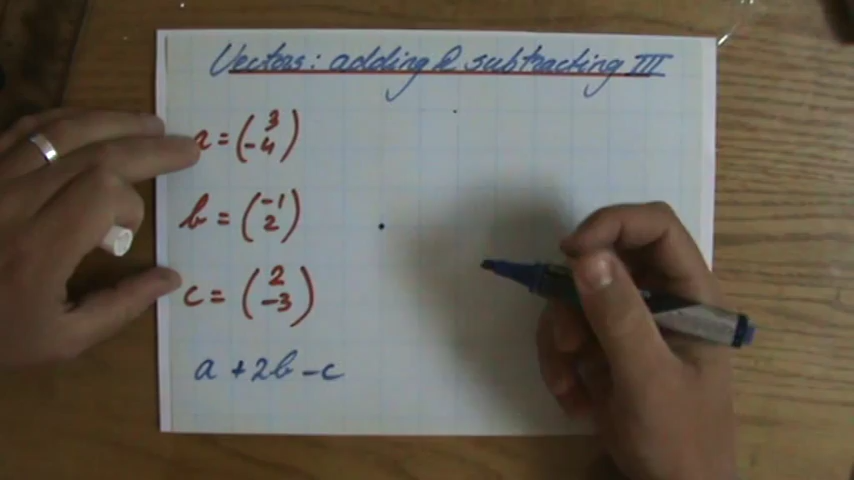 Vectors: adding & subtracting III
a = ( 3
-4 )
b = ( -1
2 )
c = ( 2
-3 )
a + 2b - c